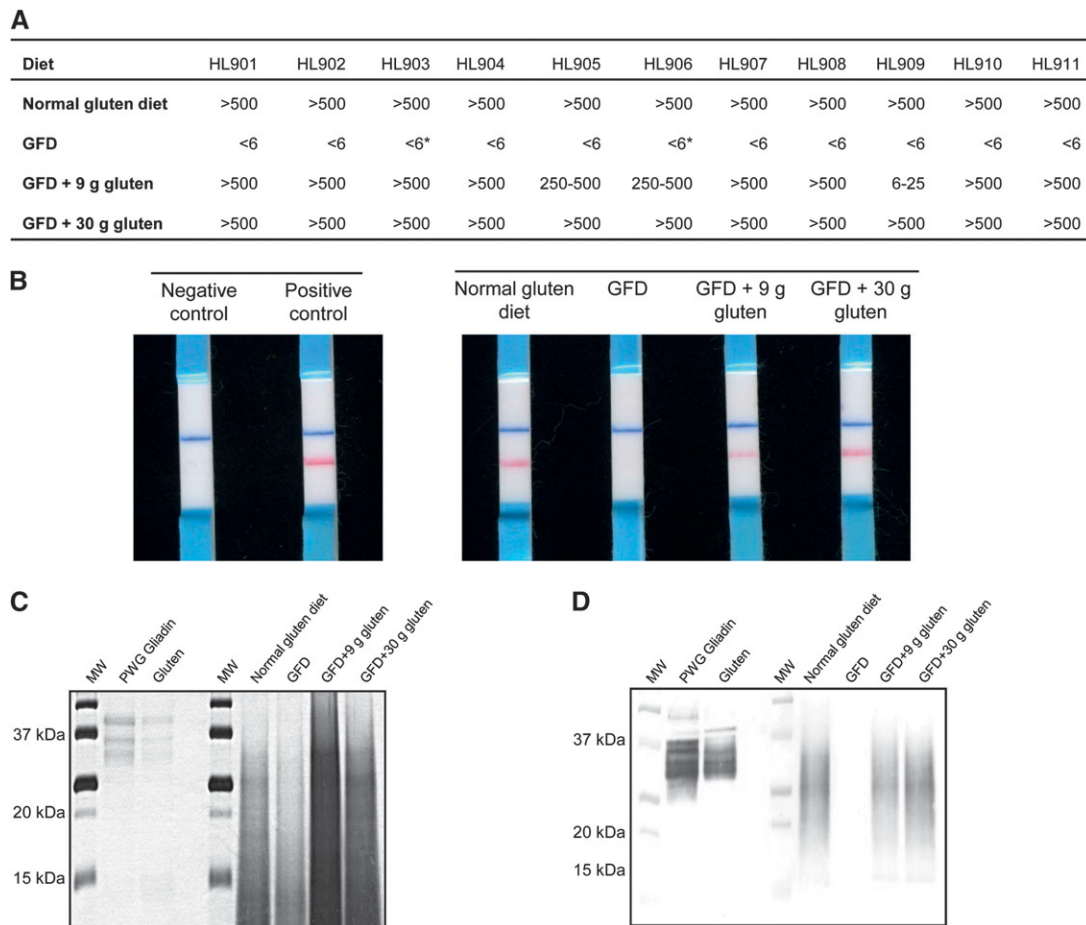 A
Diet HL901 HL902 HL903 HL904 HL905 HL906 HL907 HL908 HL909 HL910 HL911
Normal gluten diet >500 >500 >500 >500 >500 >500 >500 >500 >500 >500 >500
GFD <6 <6 <6* <6 <6 <6* <6 <6 <6 <6 <6
GFD + 9 g gluten >500 >500 >500 >500 250-500 250-500 >500 >500 6-25 >500 >500
GFD + 30 g gluten >500 >500 >500 >500 >500 >500 >500 >500 >500 >500 >500
B
Negative control
Positive control
Normal gluten diet
GFD
GFD + 9 g gluten
GFD + 30 g gluten
C
MW
PWG Gliadin
Gluten
MW
Normal gluten diet
GFD
GFD+9 g gluten
GFD+30 g gluten
37 kDa
20 kDa
15 kDa
D
MW
PWG Gliadin
Gluten
MW
Normal gluten diet
GFD
GFD+9 g gluten
GFD+30 g gluten
37 kDa
20 kDa
15 kDa